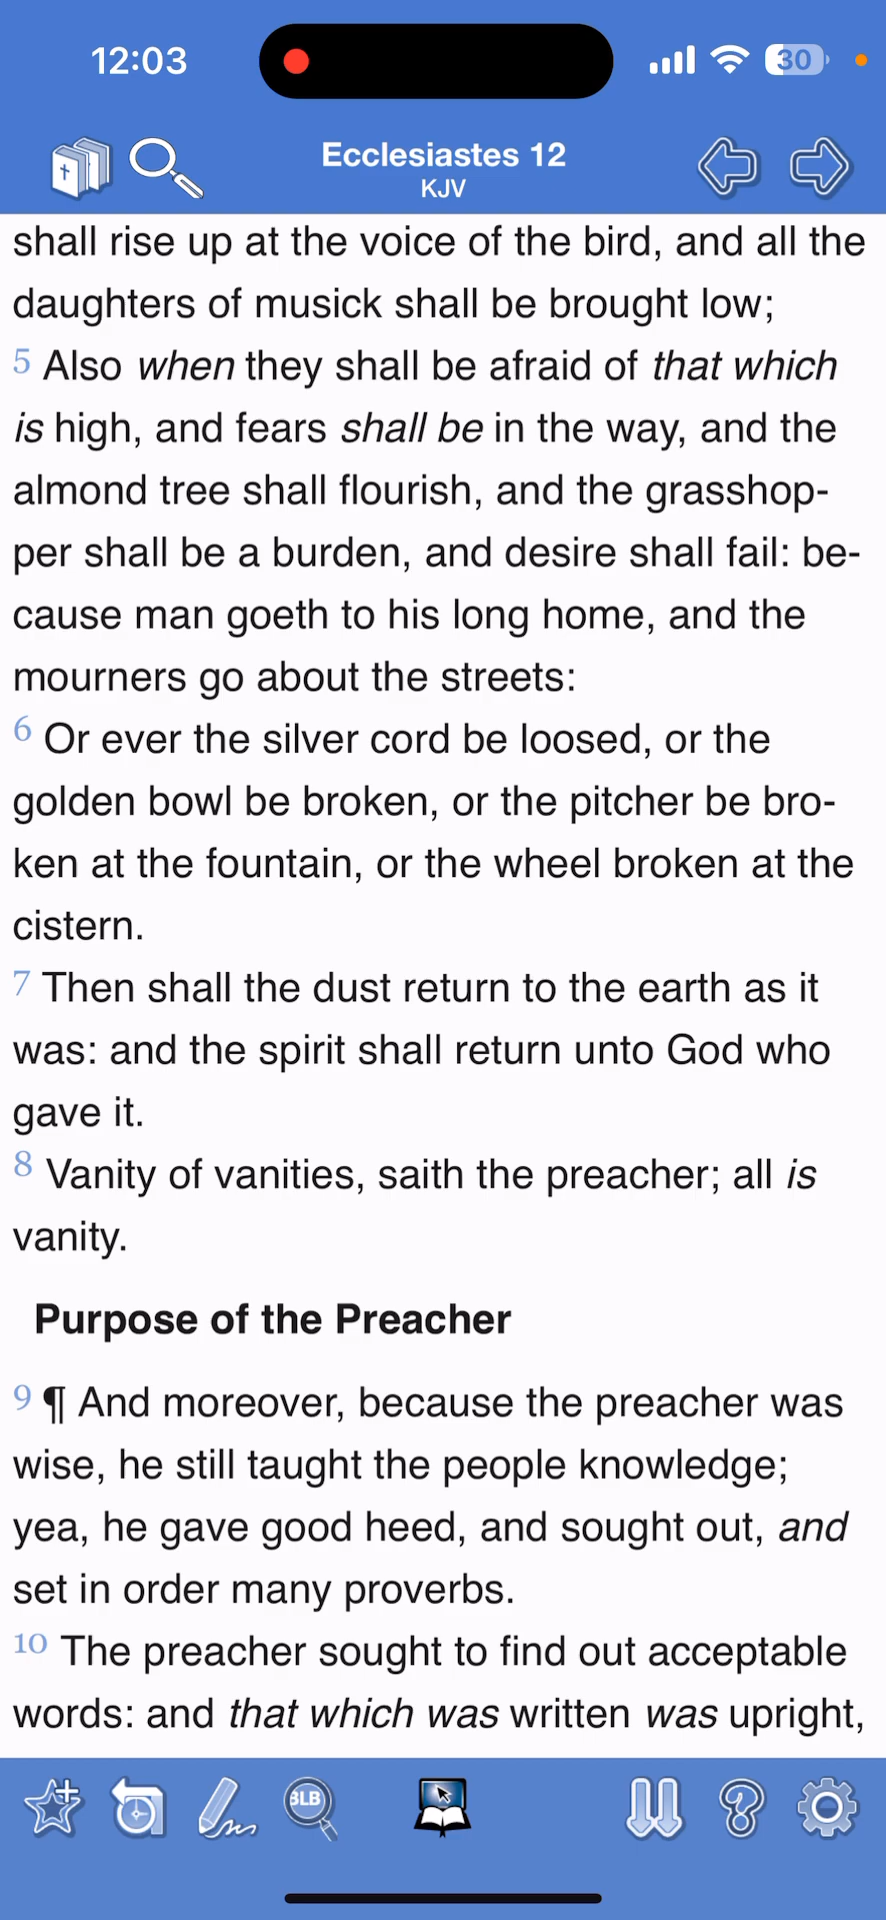 12:03
30
Ecclesiastes 12
KJV
shall rise up at the voice of the bird, and all the
daughters of musick shall be brought low;
5 Also when they shall be afraid of that which
is high, and fears shall be in the way, and the
almond tree shall flourish, and the grasshop-
per shall be a burden, and desire shall fail: be-
cause man goeth to his long home, and the
mourners go about the streets:
6 Or ever the silver cord be loosed, or the
golden bowl be broken, or the pitcher be bro-
ken at the fountain, or the wheel broken at the
cistern.
7 Then shall the dust return to the earth as it
was: and the spirit shall return unto God who
gave it.
8 Vanity of vanities, saith the preacher; all is
vanity.
Purpose of the Preacher
9 ¶ And moreover, because the preacher was
wise, he still taught the people knowledge;
yea, he gave good heed, and sought out, and
set in order many proverbs.
10 The preacher sought to find out acceptable
words: and that which was written was upright,
BLB